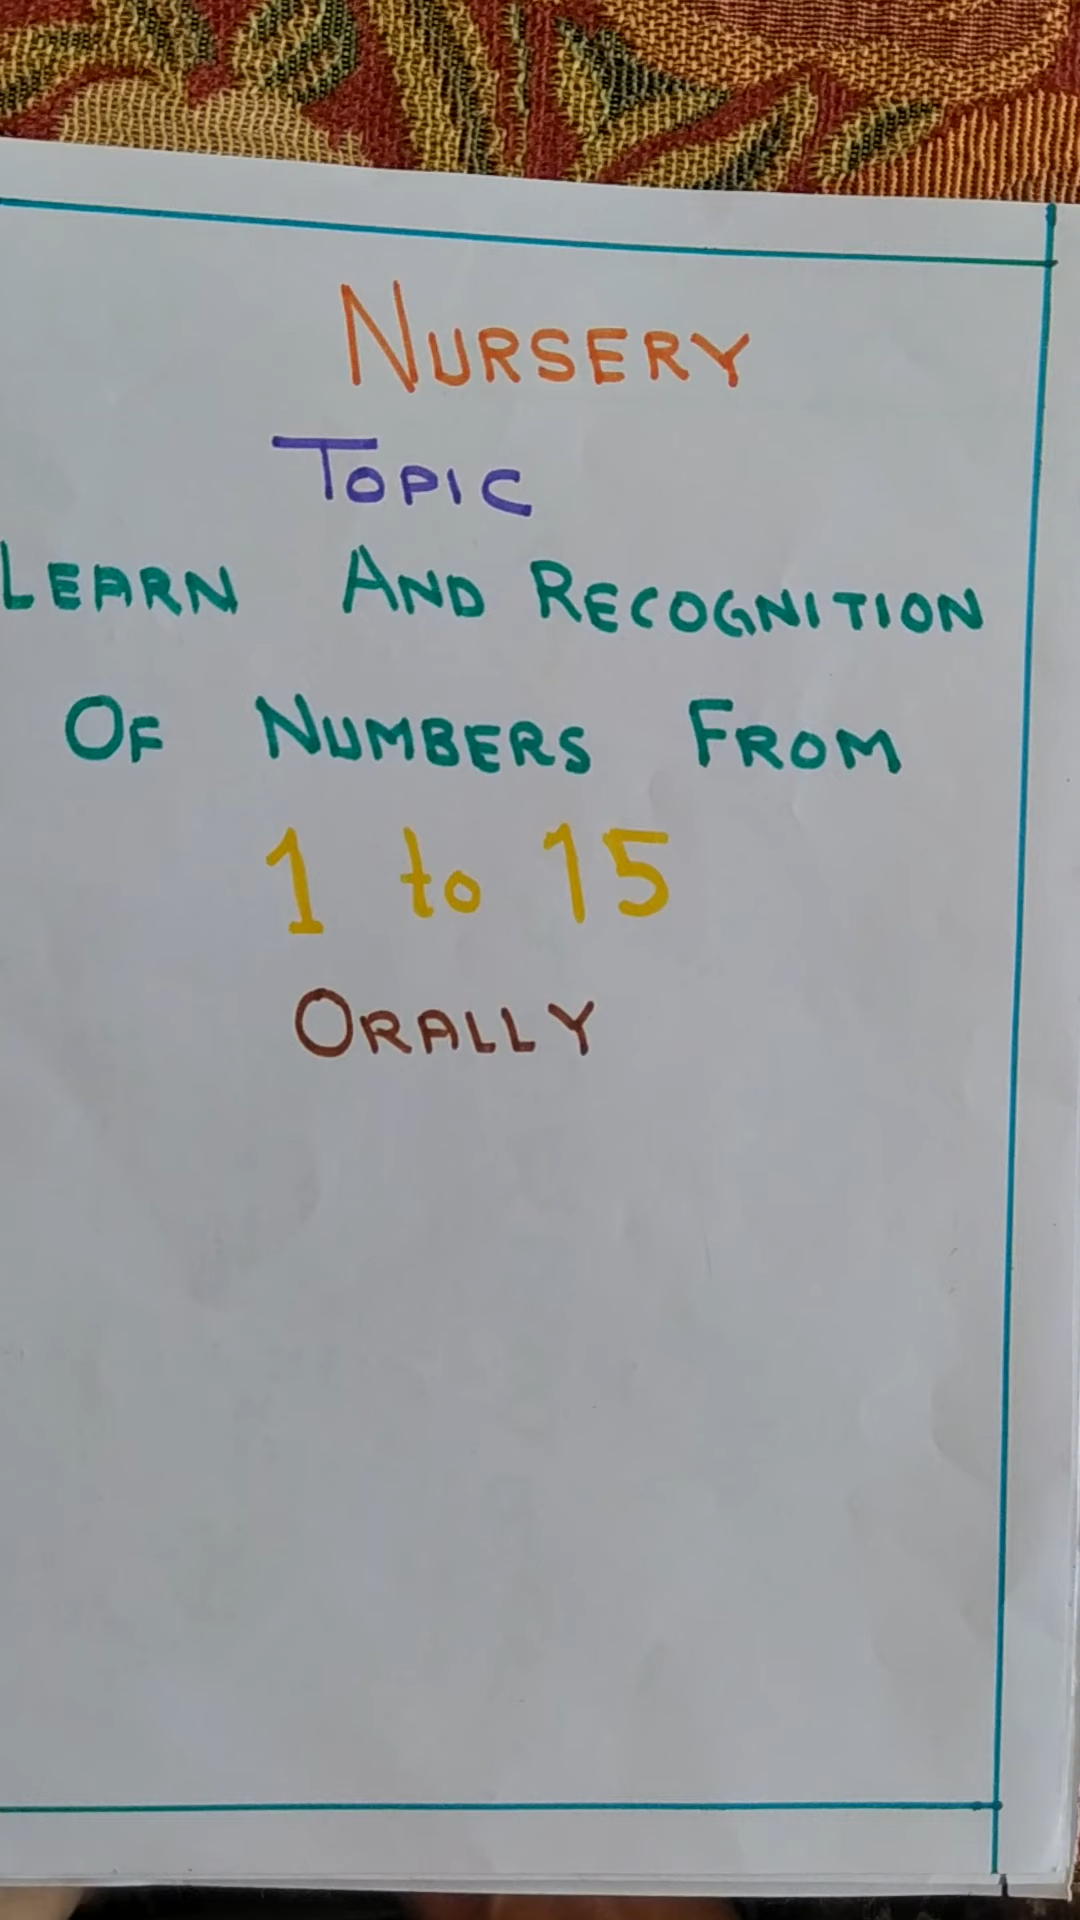 NURSERY
TOPIC
LEARN AND RECOGNITION
OF NUMBERS FROM
1 to 15
ORALLY